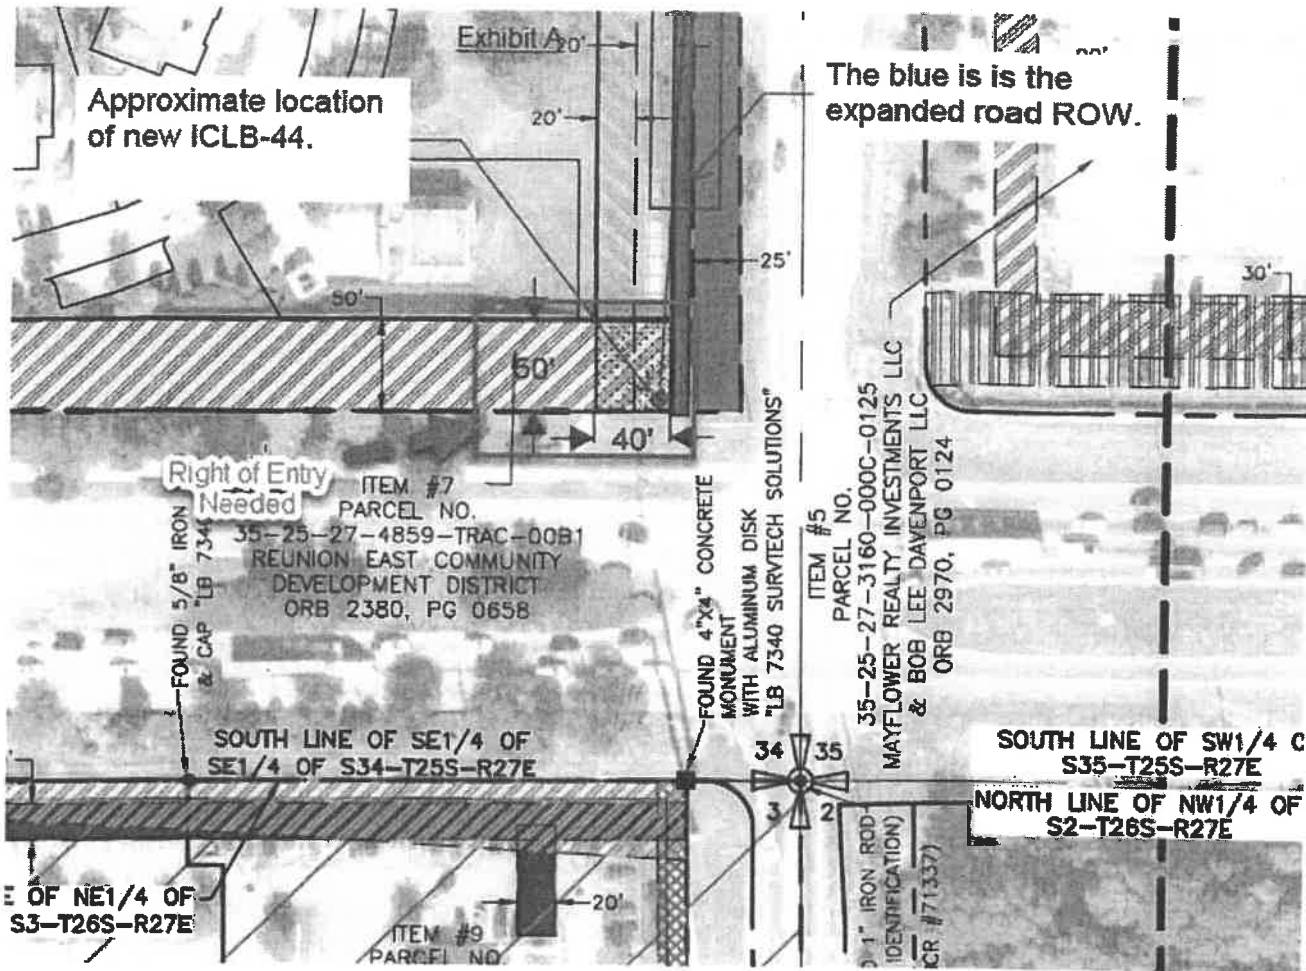 Exhibit A
20'
Approximate location
of new ICLB-44.
The blue is is the
expanded road ROW.
20'
25'
30'
50'
50'
40'
Right of Entry
Needed
ITEM #7
PARCEL NO.
35-25-27-4859-TRAC-00B1
REUNION EAST COMMUNITY
DEVELOPMENT DISTRICT
ORB 2380, PG 0658
FOUND 5/8" IRON
& CAP "LB 734
FOUND 4"X4" CONCRETE
MONUMENT
WITH ALUMINUM DISK
"LB 7340 SURVTECH SOLUTIONS"
ITEM #5
PARCEL NO.
35-25-27-3160-000C-0125
MAYFLOWER REALTY INVESTMENTS LLC
& BOB LEE DAVENPORT LLC
ORB 2970, PG 0124
SOUTH LINE OF SE1/4 OF
SE1/4 OF S34-T25S-R27E
34 35
3 2
SOUTH LINE OF SW1/4
S35-T25S-R27E
NORTH LINE OF NW1/4 OF
S2-T26S-R27E
OF NE1/4 OF
S3-T26S-R27E
20'
ITEM #9
PARCEL NO.
1" IRON ROD
IDENTIFICATION)
CR #71337)